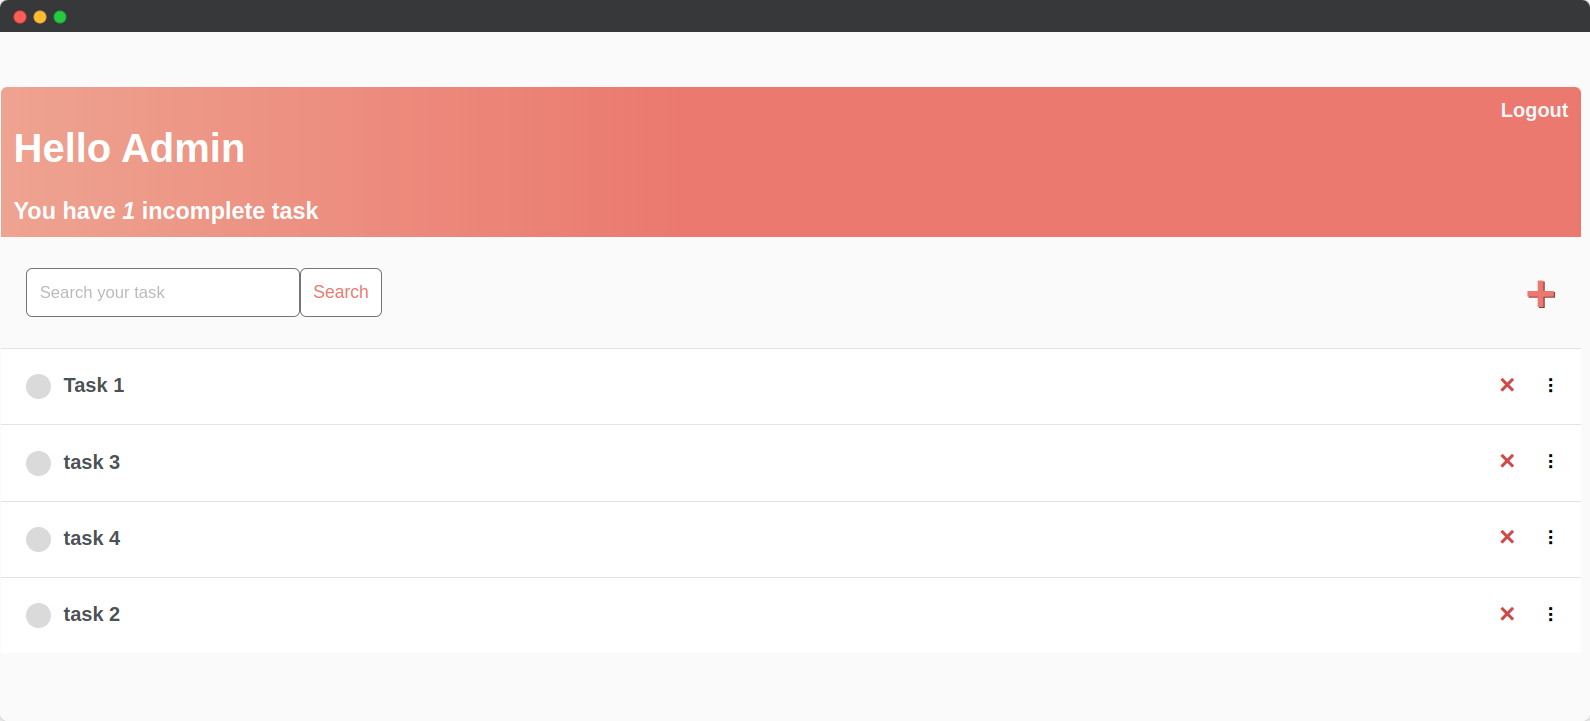 Logout
Hello Admin
You have 1 incomplete task
Search your task
Search
Task 1
task 3
task 4
task 2